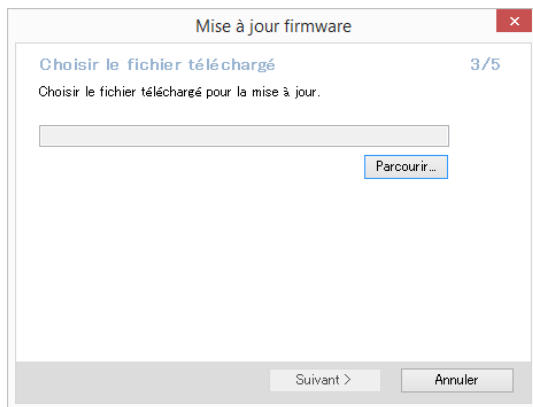 Mise à jour firmware
Choisir le fichier téléchargé 3/5
Choisir le fichier téléchargé pour la mise à jour.
Parcourir...
Suivant > Annuler